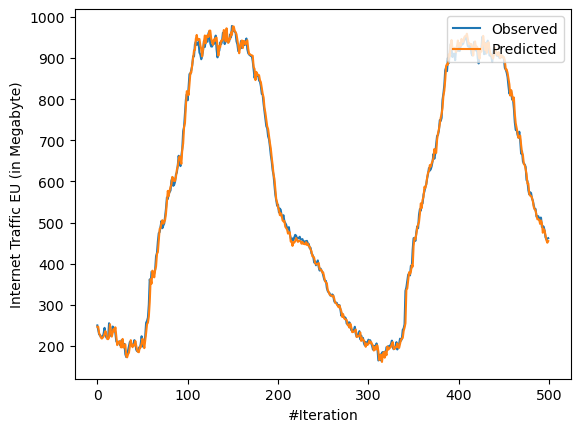 1000
900
800
700
600
500
400
300
200
Internet Traffic EU (in Megabyte)
Observed
Predicted
0 100 200 300 400 500
#Iteration